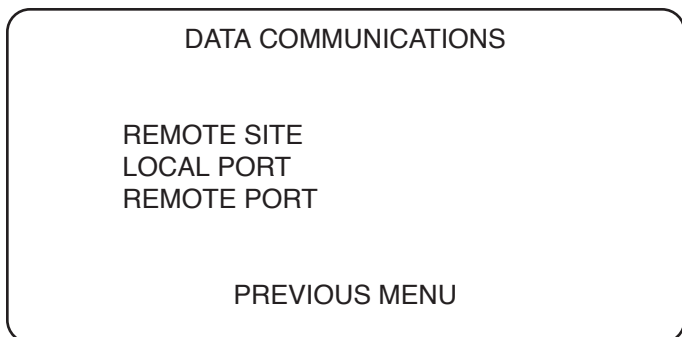 DATA COMMUNICATIONS
REMOTE SITE
LOCAL PORT
REMOTE PORT
PREVIOUS MENU